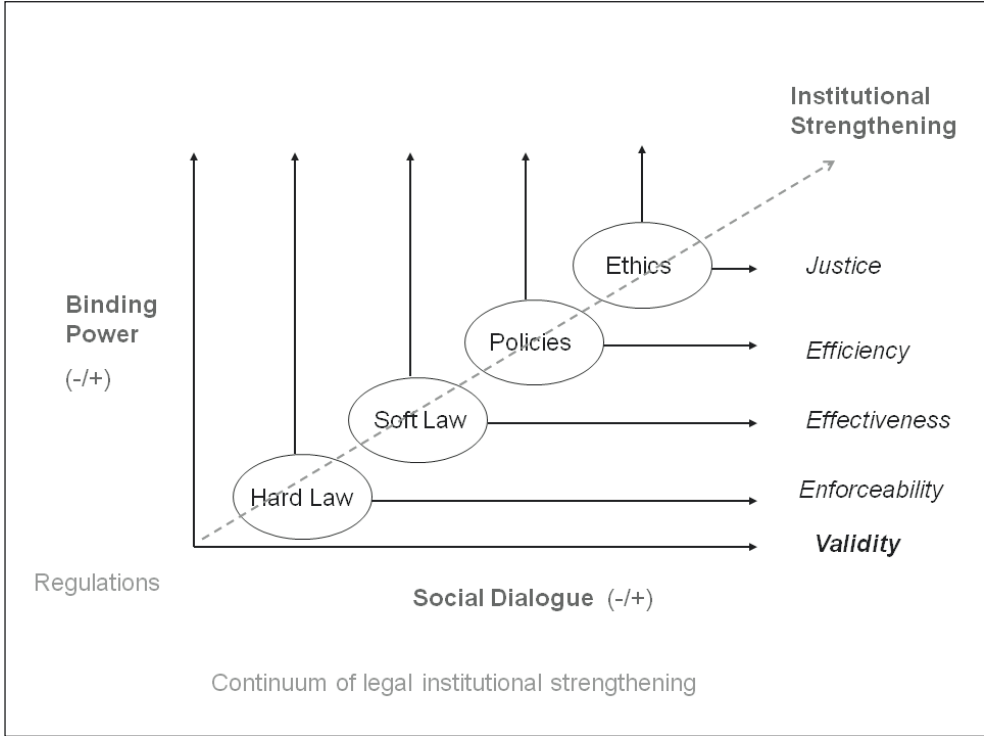 Institutional
Strengthening
Ethics
Justice
Binding
Power
(-/+)
Policies
Efficiency
Soft Law
Effectiveness
Hard Law
Enforceability
Validity
Regulations
Social Dialogue (-/+)
Continuum of legal institutional strengthening